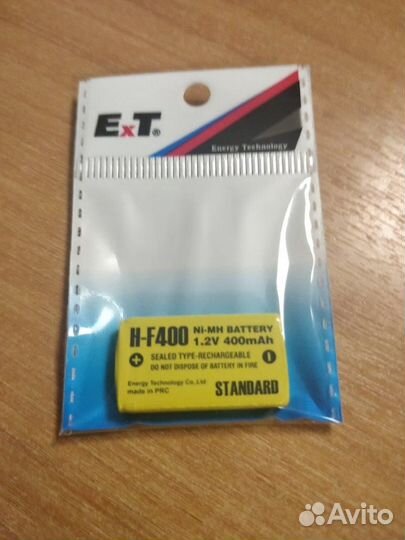 ExT®
Energy Technology
H-F400 Ni-MH BATTERY
1.2V 400mAh
+ SEALED TYPE-RECHARGEABLE -
DO NOT DISPOSE OF BATTERY IN FIRE
Energy Technology Co.,Ltd
made in PRC
STANDARD
Avito